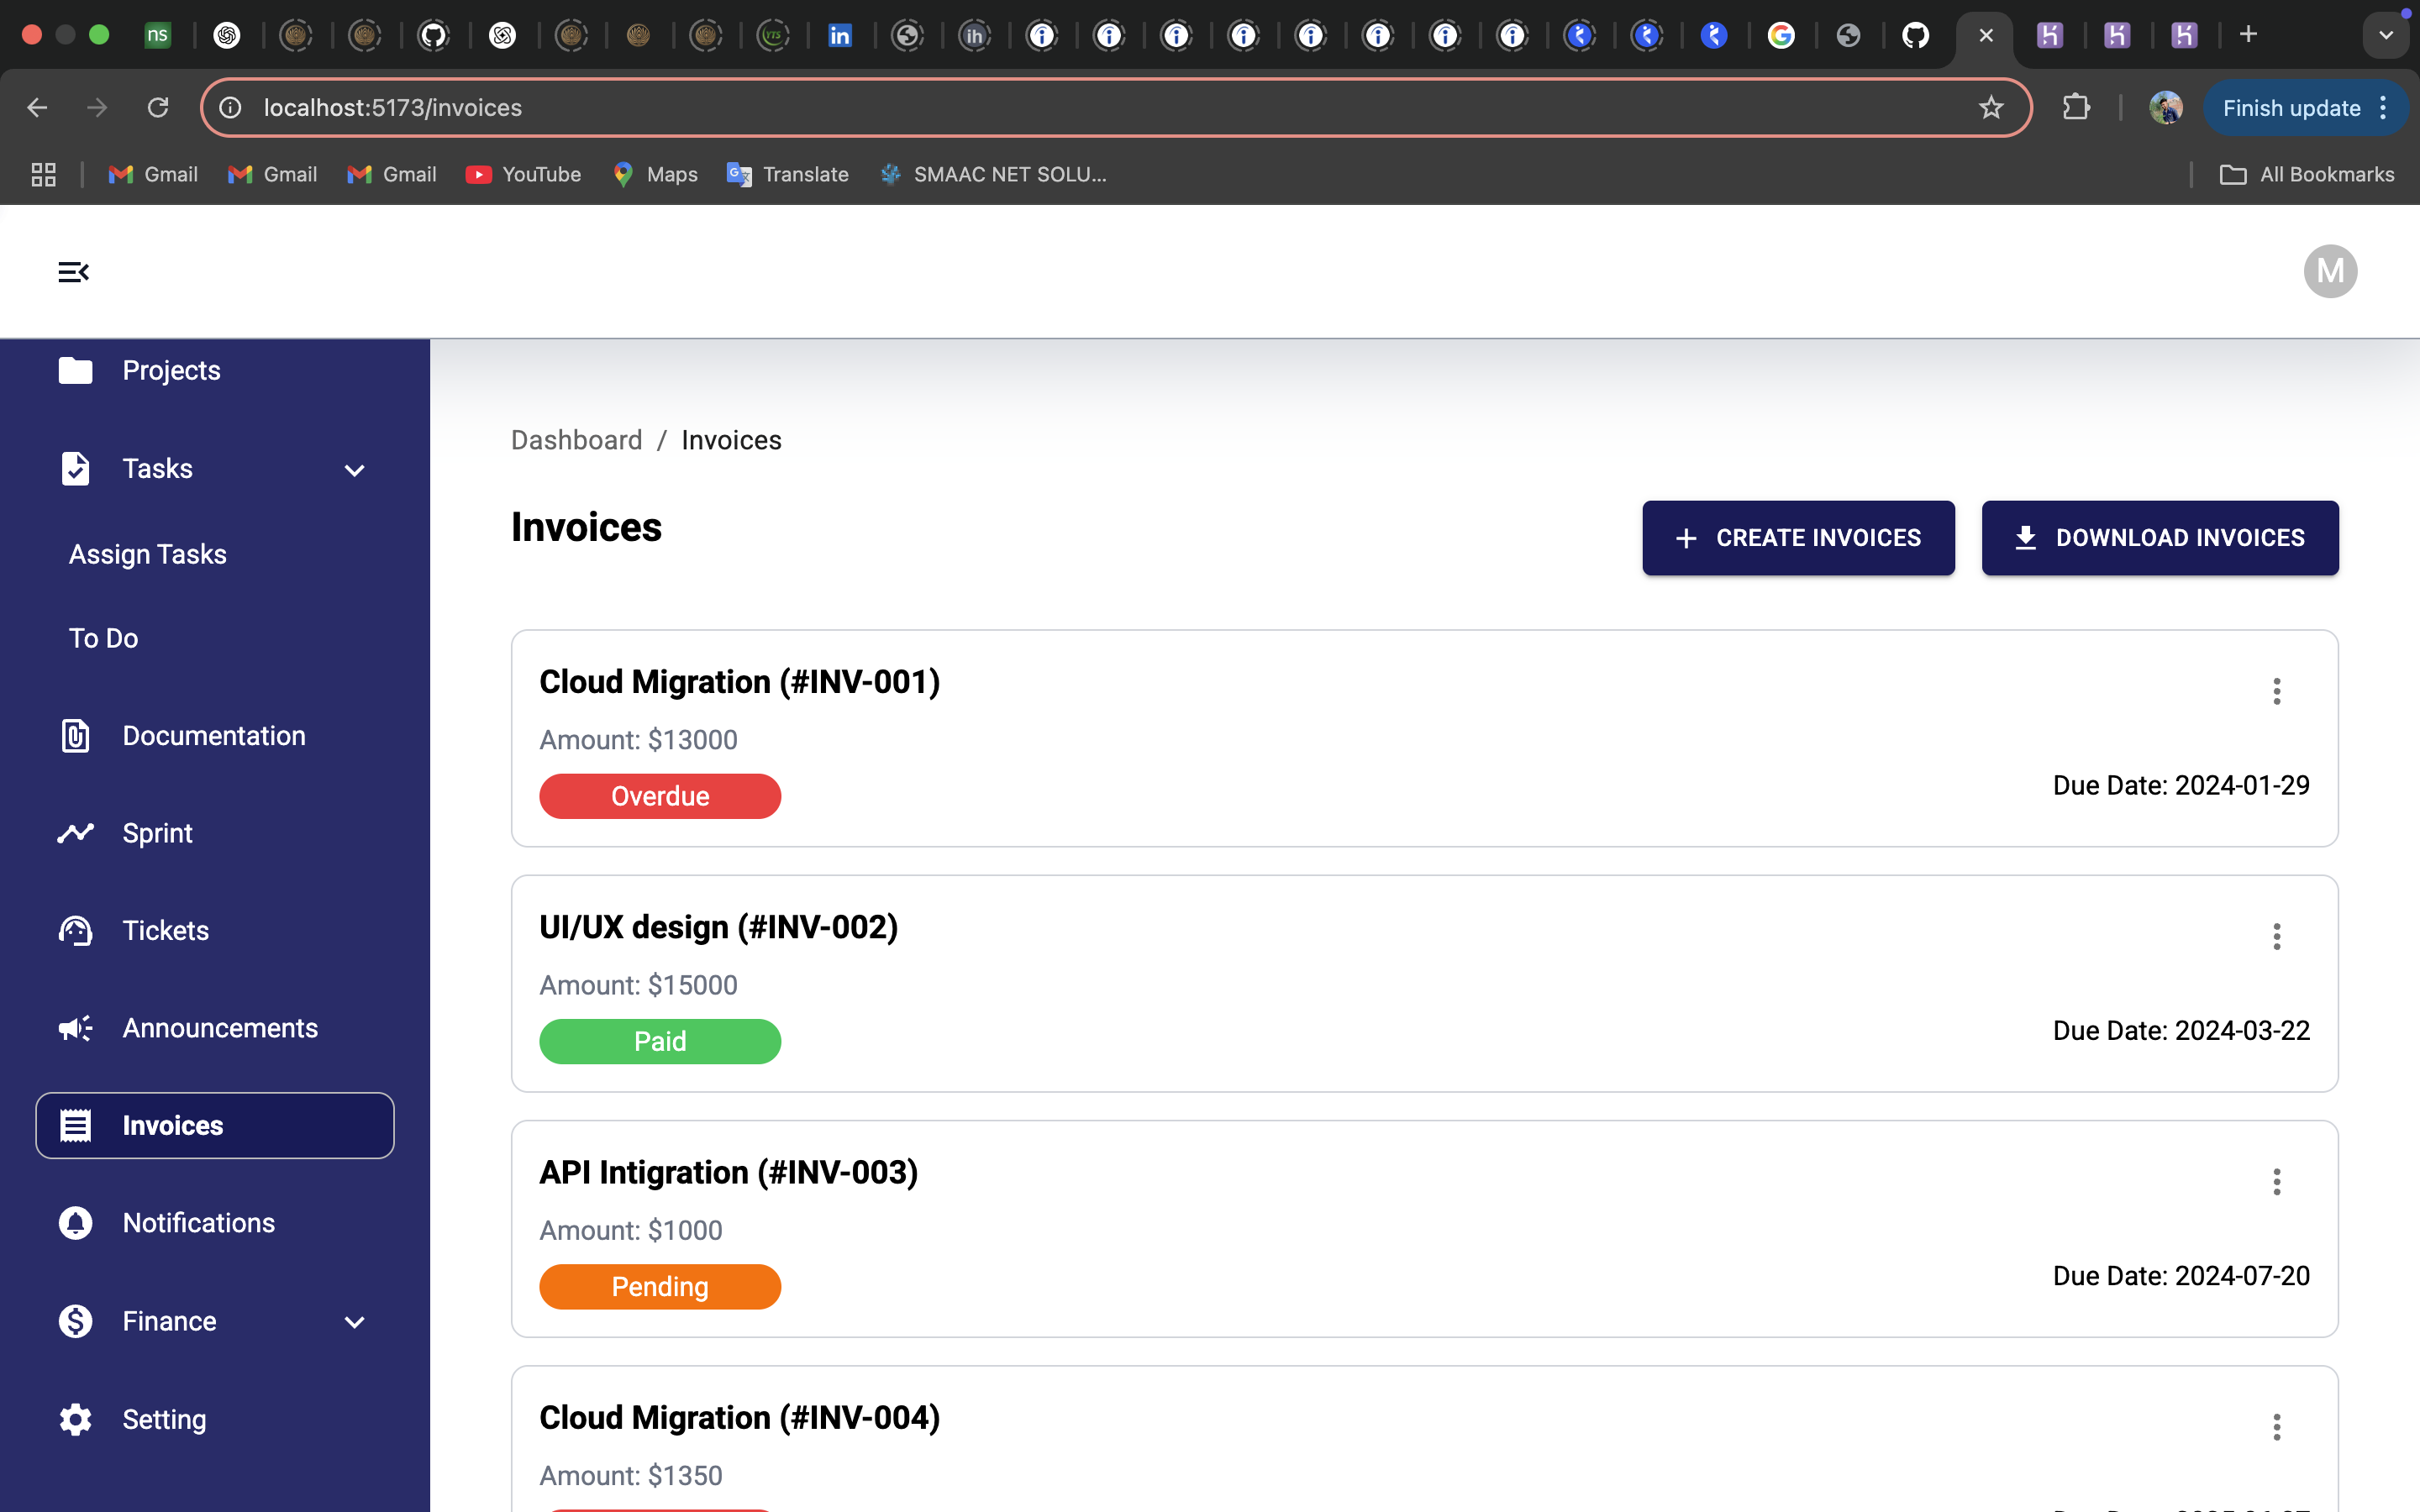 ns
YTS
in
ih
localhost:5173/invoices
Finish update
Gmail
Gmail
Gmail
YouTube
Maps
Translate
SMAAC NET SOLU...
All Bookmarks
M
Projects
Tasks
Assign Tasks
To Do
Documentation
Sprint
Tickets
Announcements
Invoices
Notifications
Finance
Setting
Dashboard / Invoices
Invoices
CREATE INVOICES
DOWNLOAD INVOICES
Cloud Migration (#INV-001)
Amount: $13000
Overdue
Due Date: 2024-01-29
UI/UX design (#INV-002)
Amount: $15000
Paid
Due Date: 2024-03-22
API Intigration (#INV-003)
Amount: $1000
Pending
Due Date: 2024-07-20
Cloud Migration (#INV-004)
Amount: $1350